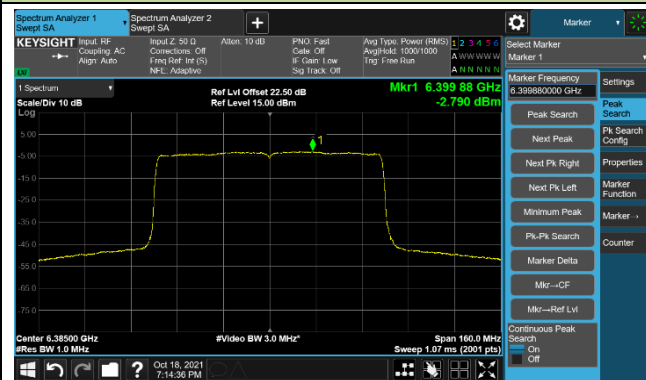 Spectrum Analyzer 1
Swept SA
Spectrum Analyzer 2
Swept SA
+
Marker
KEYSIGHT
Input: RF
Coupling: AC
Align: Auto
Input Z: 50 Ω
Corrections: Off
Freq Ref: Int (S)
NFE: Adaptive
Atten: 10 dB
PNO: Fast
Gate: Off
IF Gain: Low
Sig Track: Off
Avg Type: Power (RMS)
Avg|Hold: 1000/1000
Trig: Free Run
1 2 3 4 5 6
A W W W W W
A N N N N N
LXI
Select Marker
Marker 1
1 Spectrum
Scale/Div 10 dB
Log
Ref Lvl Offset 22.50 dB
Ref Level 15.00 dBm
Mkr1 6.399 88 GHz
-2.790 dBm
1
5.00
-5.00
-15.0
-25.0
-35.0
-45.0
-55.0
-65.0
-75.0
Center 6.38500 GHz
#Res BW 1.0 MHz
#Video BW 3.0 MHz*
Span 160.0 MHz
Sweep 1.07 ms (2001 pts)
Marker Frequency
6.399880000 GHz
Peak Search
Next Peak
Next Pk Right
Next Pk Left
Minimum Peak
Pk-Pk Search
Marker Delta
Mkr→CF
Mkr→Ref Lvl
Continuous Peak
Search
On
Off
Settings
Peak
Search
Pk Search
Config
Properties
Marker
Function
Marker→
Counter
?
Oct 18, 2021
7:14:36 PM